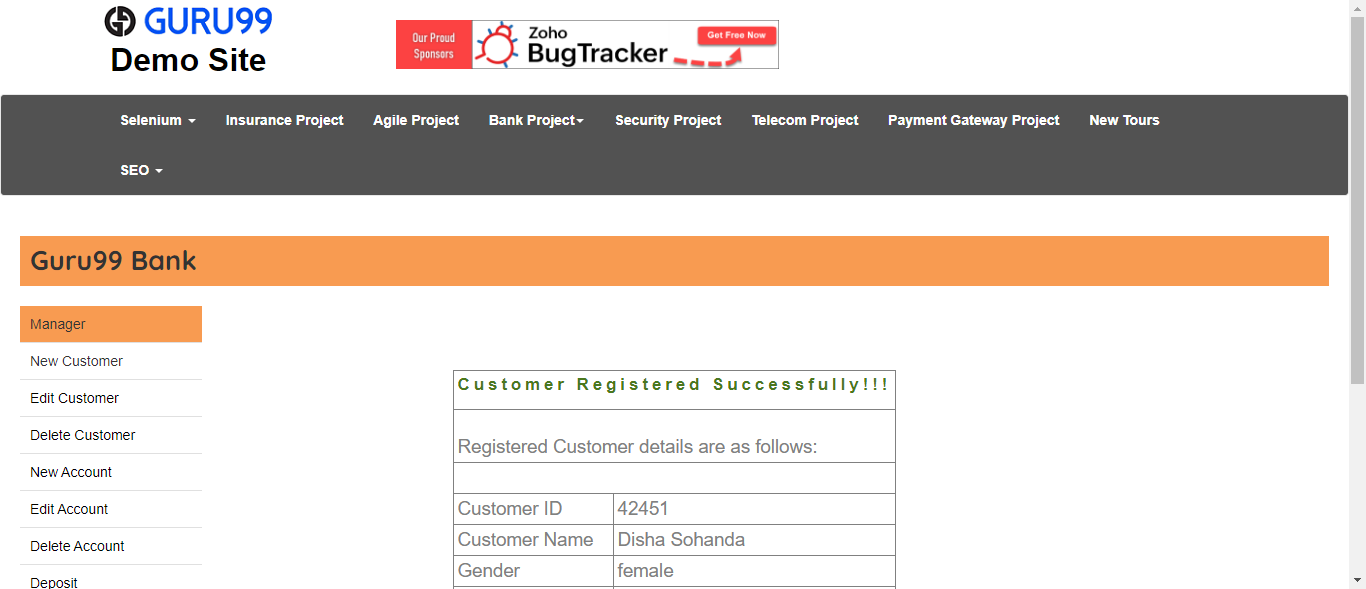 GURU99
Demo Site
Our Proud
Sponsors
Zoho
BugTracker
Get Free Now
Selenium Insurance Project Agile Project Bank Project Security Project Telecom Project Payment Gateway Project New Tours
SEO
Guru99 Bank
Manager
New Customer
Edit Customer
Delete Customer
New Account
Edit Account
Delete Account
Deposit
Customer Registered Successfully!!!
Registered Customer details are as follows:
Customer ID 42451
Customer Name Disha Sohanda
Gender female